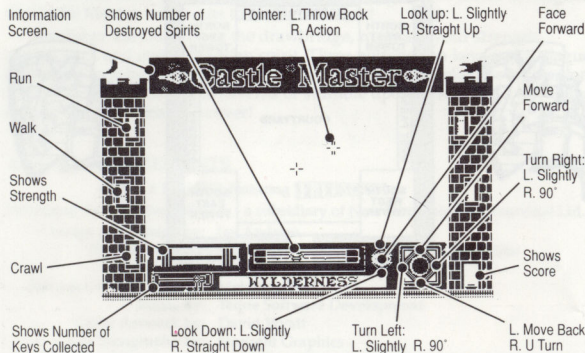 Information
Screen
Shows Number of
Destroyed Spirits
Pointer: L.Throw Rock
R. Action
Look up: L. Slightly
R. Straight Up
Face
Forward
Castle Master
Run
Move
Forward
Walk
Turn Right:
L. Slightly
R. 90°
Shows
Strength
Crawl
Shows
Score
WILDERNESS
Shows Number of
Keys Collected
Look Down: L.Slightly
R. Straight Down
Turn Left:
L. Slightly R. 90°
L. Move Back
R. U Turn